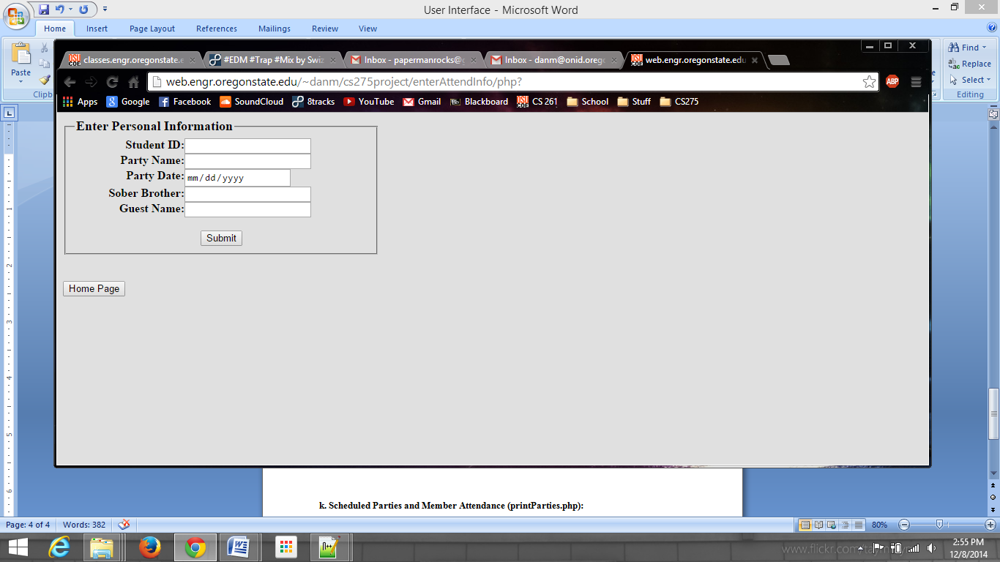 User Interface - Microsoft Word
Home Insert Page Layout References Mailings Review View
Paste
Clipb
Find
Replace
Select
Editing
classes.engr.oregonstate.e
#EDM #Trap #Mix by Swiz
Inbox - papermanrocks@g
Inbox - danm@onid.orego
web.engr.oregonstate.edu
web.engr.oregonstate.edu/~danm/cs275project/enterAttendInfo/php?
ABP
Apps Google Facebook SoundCloud 8tracks YouTube Gmail Blackboard CS 261 School Stuff CS275
Enter Personal Information
Student ID:
Party Name:
Party Date: mm/dd/yyyy
Sober Brother:
Guest Name:
Submit
Home Page
k. Scheduled Parties and Member Attendance (printParties.php):
Page: 4 of 4 Words: 382 80%
2:55 PM
12/8/2014